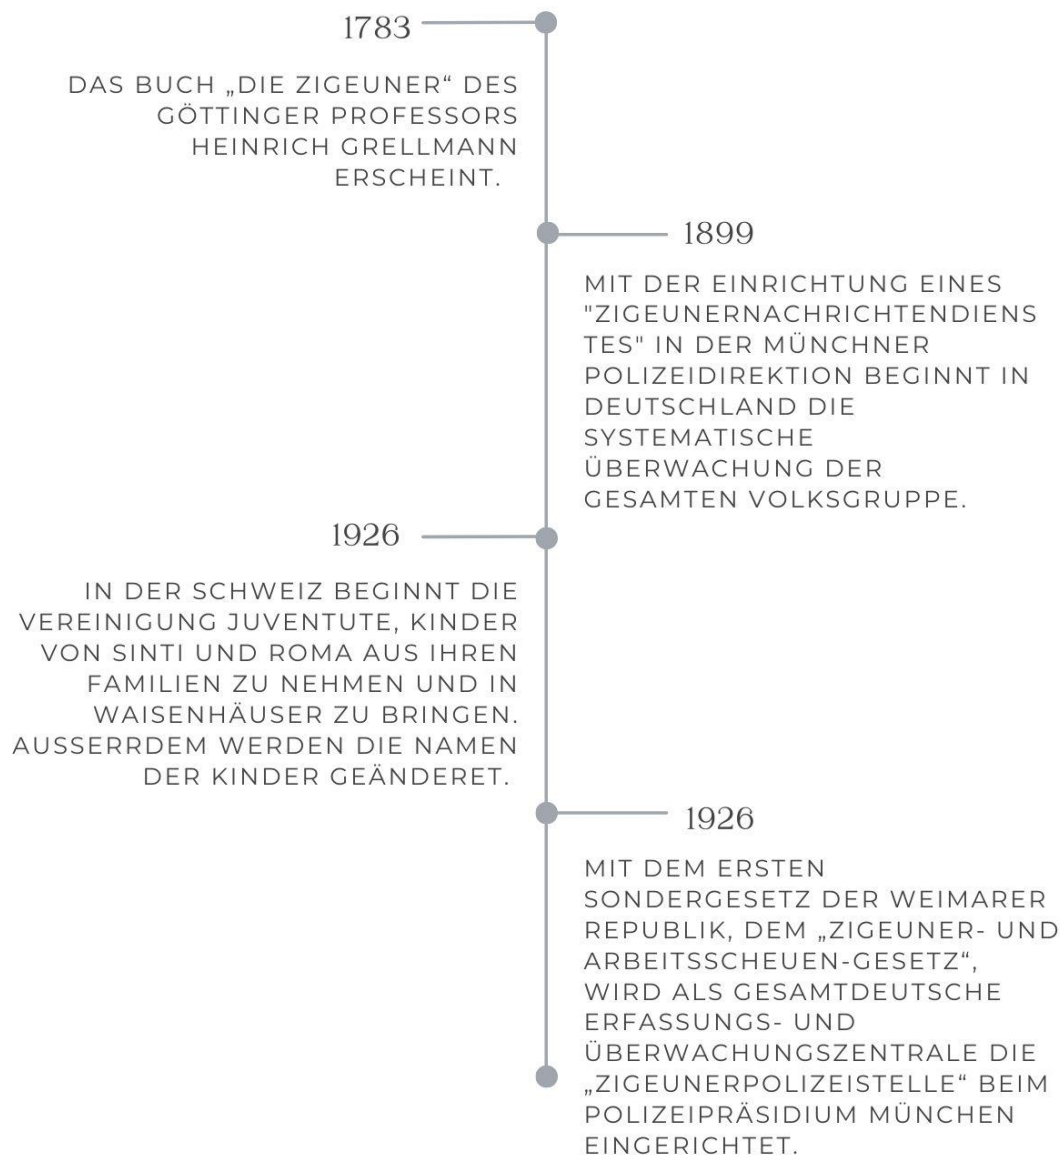 1783
DAS BUCH „DIE ZIGEUNER“ DES
GÖTTINGER PROFESSORS
HEINRICH GRELLMANN
ERSCHEINT.
1899
MIT DER EINRICHTUNG EINES
"ZIGEUNERNACHRICHTENDIENS
TES" IN DER MÜNCHNER
POLIZEIDIREKTION BEGINNT IN
DEUTSCHLAND DIE
SYSTEMATISCHE
ÜBERWACHUNG DER
GESAMTEN VOLKSGRUPPE.
1926
IN DER SCHWEIZ BEGINNT DIE
VEREINIGUNG JUVENTUTE, KINDER
VON SINTI UND ROMA AUS IHREN
FAMILIEN ZU NEHMEN UND IN
WAISENHÄUSER ZU BRINGEN.
AUSSERRDEM WERDEN DIE NAMEN
DER KINDER GEÄNDERET.
1926
MIT DEM ERSTEN
SONDERGESETZ DER WEIMARER
REPUBLIK, DEM „ZIGEUNER- UND
ARBEITSSCHEUEN-GESETZ“,
WIRD ALS GESAMTDEUTSCHE
ERFASSUNGS- UND
ÜBERWACHUNGSZENTRALE DIE
„ZIGEUNERPOLIZEISTELLE“ BEIM
POLIZEIPRÄSIDIUM MÜNCHEN
EINGERICHTET.